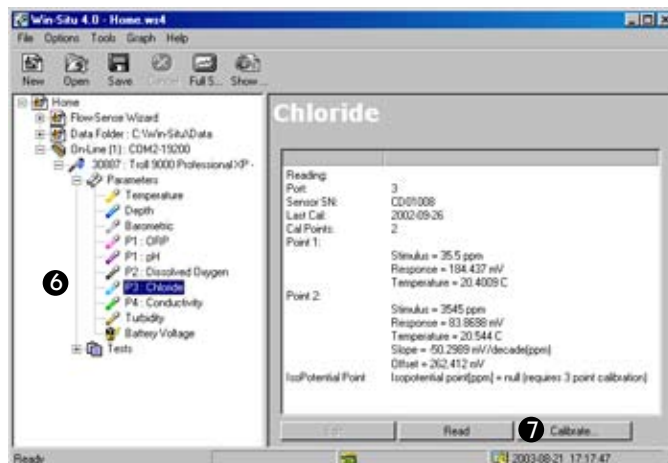 Win-Situ 4.0 - Home.ws4
File Options Tools Graph Help
New Open Save Cancel Full S... Show ...
Home
Flow-Sense Wizard
Data Folder : C:\Win-Situ\Data
On-Line (1) : COM2-19200
30007 : Troll 9000 Professional XP -
Parameters
Temperature
Depth
Barometric
P1 : ORP
P1 : pH
P2 : Dissolved Oxygen
6
P3 : Chloride
P4 : Conductivity
Turbidity
Battery Voltage
Tests
Chloride
Reading:
Port: 3
Sensor SN: CD01008
Last Cal: 2002-09-26
Cal Points: 2
Point 1:
Stimulus = 35.5 ppm
Response = 184.437 mV
Temperature = 20.4009 C
Point 2:
Stimulus = 3545 ppm
Response = 83.8698 mV
Temperature = 20.544 C
Slope = -50.2989 mV/decade(ppm)
Offset = 262.412 mV
IsoPotential Point Isopotential point[ppm] = null (requires 3 point calibration)
Edit Read 7 Calibrate...
Ready 2003-08-21 17:17:47